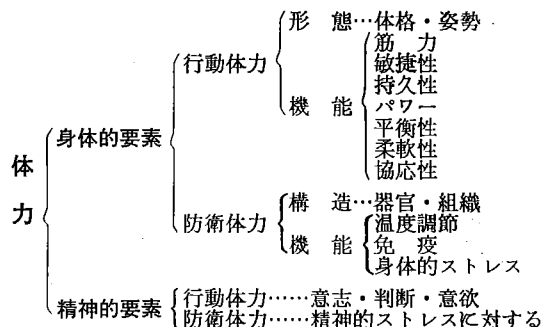 形 態…体格・姿勢
筋 力
行動体力
敏捷性
持久性
機 能
パワー
平衡性
身体的要素
柔軟性
協応性
体
力
構 造…器官・組織
防衛体力
温度調節
機 能
免 疫
身体的ストレス
精神的要素
行動体力……意志・判断・意欲
防衛体力……精神的ストレスに対する